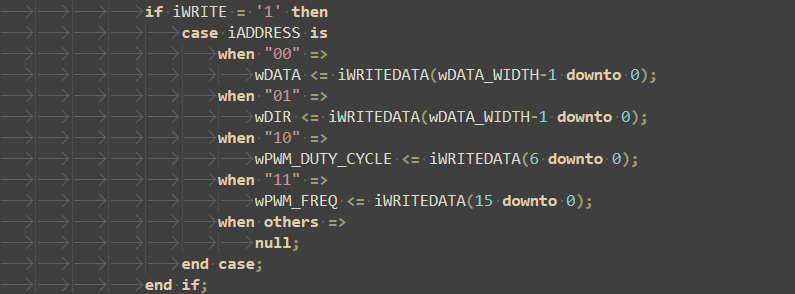 if iWRITE = '1' then
case iADDRESS is
when "00" =>
wDATA <= iWRITEDATA(wDATA_WIDTH-1 downto 0);
when "01" =>
wDIR <= iWRITEDATA(wDATA_WIDTH-1 downto 0);
when "10" =>
wPWM_DUTY_CYCLE <= iWRITEDATA(6 downto 0);
when "11" =>
wPWM_FREQ <= iWRITEDATA(15 downto 0);
when others =>
null;
end case;
end if;